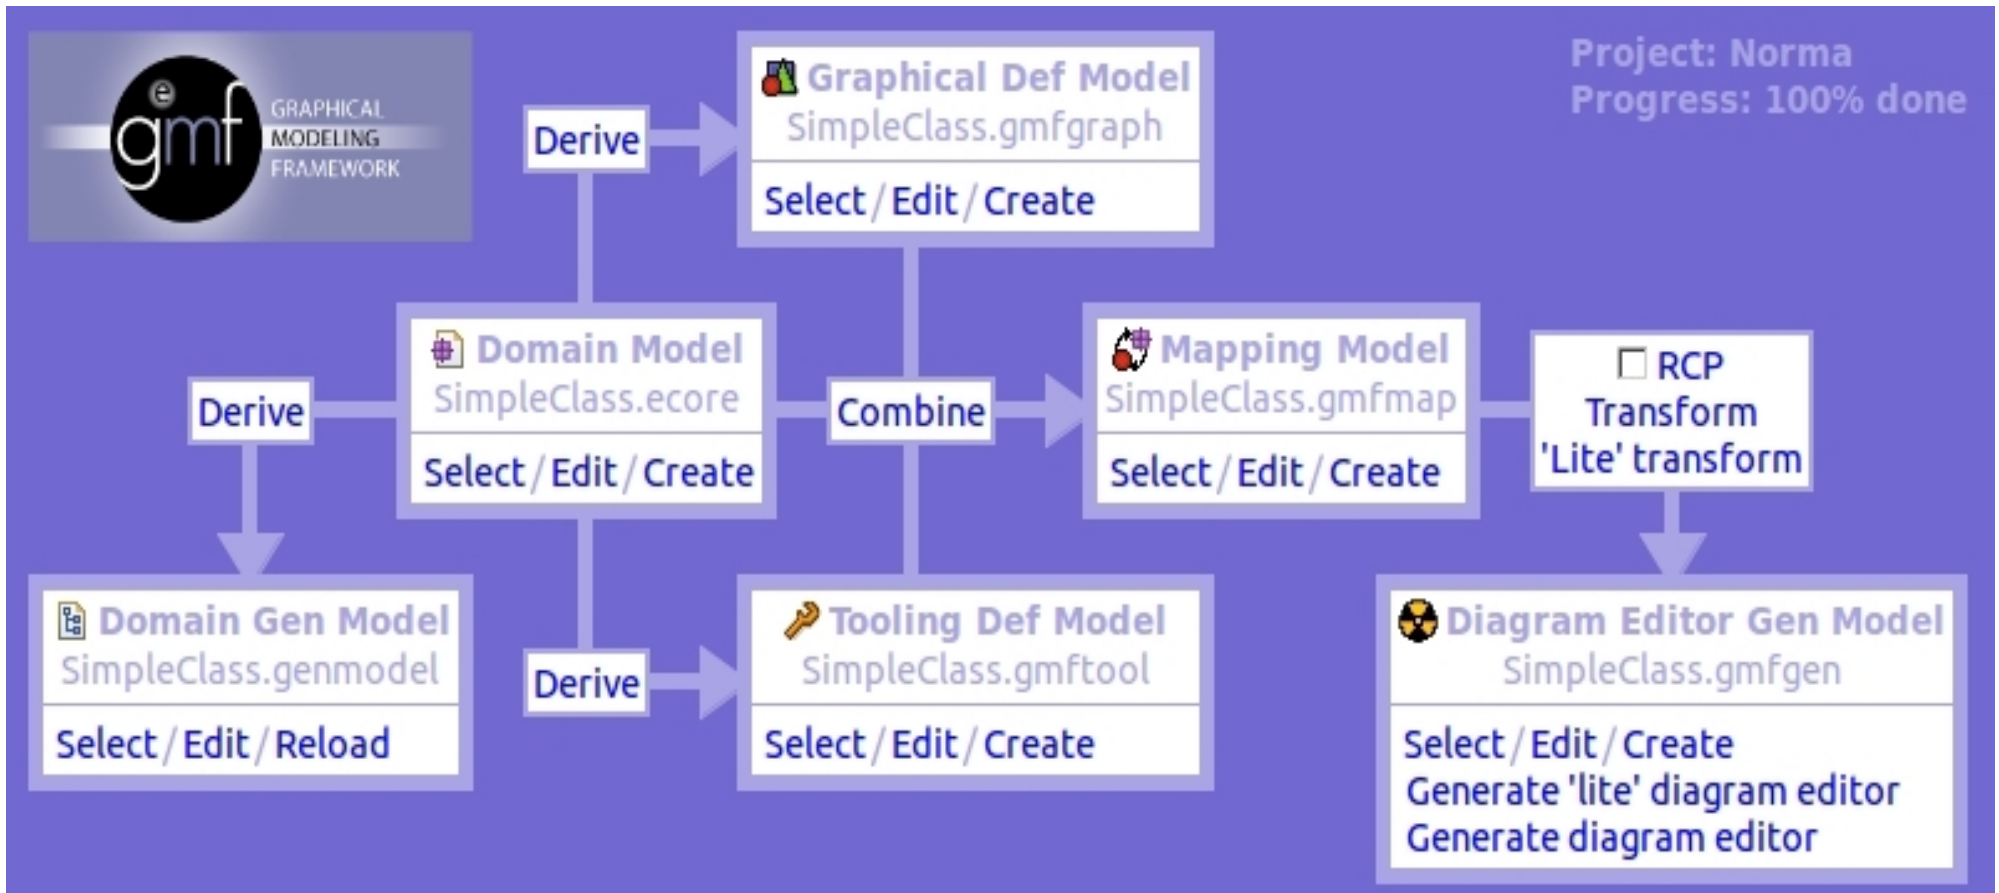 e
gmf
GRAPHICAL
MODELING
FRAMEWORK
Project: Norma
Progress: 100% done
Derive
Graphical Def Model
SimpleClass.gmfgraph
Select / Edit / Create
Derive
Domain Model
SimpleClass.ecore
Select / Edit / Create
Combine
Mapping Model
SimpleClass.gmfmap
Select / Edit / Create
RCP
Transform
'Lite' transform
Domain Gen Model
SimpleClass.genmodel
Select / Edit / Reload
Derive
Tooling Def Model
SimpleClass.gmftool
Select / Edit / Create
Diagram Editor Gen Model
SimpleClass.gmfgen
Select / Edit / Create
Generate 'lite' diagram editor
Generate diagram editor